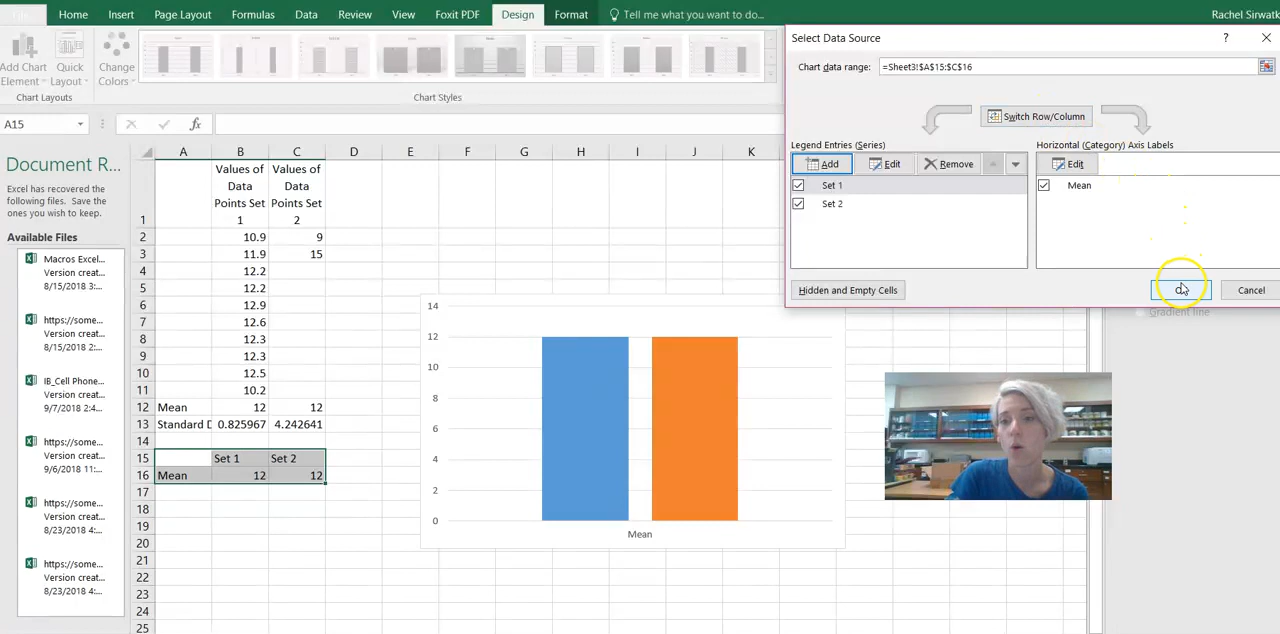 File Home Insert Page Layout Formulas Data Review View Foxit PDF Design Format Tell me what you want to do... Rachel Sirwatk
Add Chart Element
Quick Layout
Change Colors
Chart Layouts
Chart Styles
A15
fx
Select Data Source
?
Chart data range: =Sheet3!$A$15:$C$16
Switch Row/Column
Legend Entries (Series)
Add Edit Remove
Set 1
Set 2
Horizontal (Category) Axis Labels
Edit
Mean
Hidden and Empty Cells
Cancel
Gradient line
Document R...
Excel has recovered the
following files. Save the
ones you wish to keep.
Available Files
Macros Excel...
Version creat...
8/15/2018 3:...
https://some...
Version creat...
8/15/2018 2:...
IB_Cell Phone...
Version creat...
9/7/2018 2:4...
https://some...
Version creat...
9/6/2018 11:...
https://some...
Version creat...
8/23/2018 4:...
https://some...
Version creat...
8/23/2018 4:...
A B C D E F G H I J K
1 Values of Data Points Set 1 Values of Data Points Set 2
2 10.9 9
3 11.9 15
4 12.2
5 12.2
6 12.9
7 12.6
8 12.3
9 12.3
10 12.5
11 10.2
12 Mean 12 12
13 Standard D 0.825967 4.242641
14
15 Set 1 Set 2
16 Mean 12 12
17
18
19
20
21
22
23
24
25
14
12
10
8
6
4
2
0
Mean